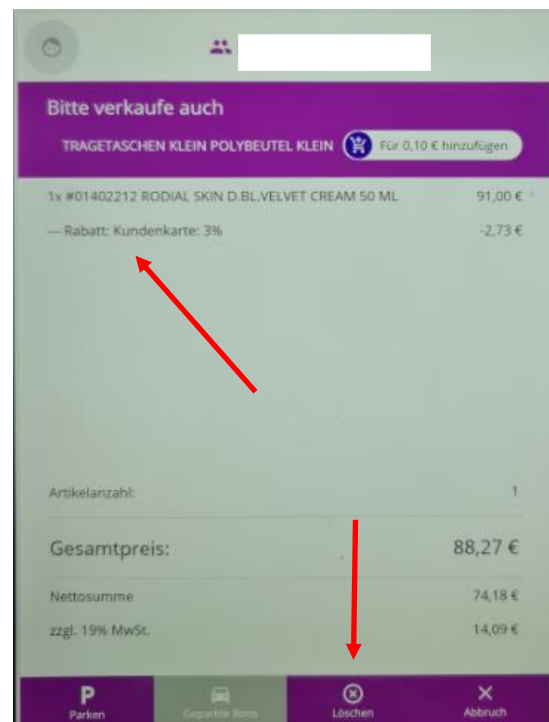 Bitte verkaufe auch
TRAGETASCHEN KLEIN POLYBEUTEL KLEIN Für 0,10 € hinzufügen
1x #01402212 RODIAL SKIN D.BL.VELVET CREAM 50 ML 91,00 €
— Rabatt: Kundenkarte: 3% -2,73 €
Artikelanzahl: 1
Gesamtpreis: 88,27 €
Nettosumme 74,18 €
zzgl. 19% MwSt. 14,09 €
P
Parken Geparkte Bons Löschen Abbruch